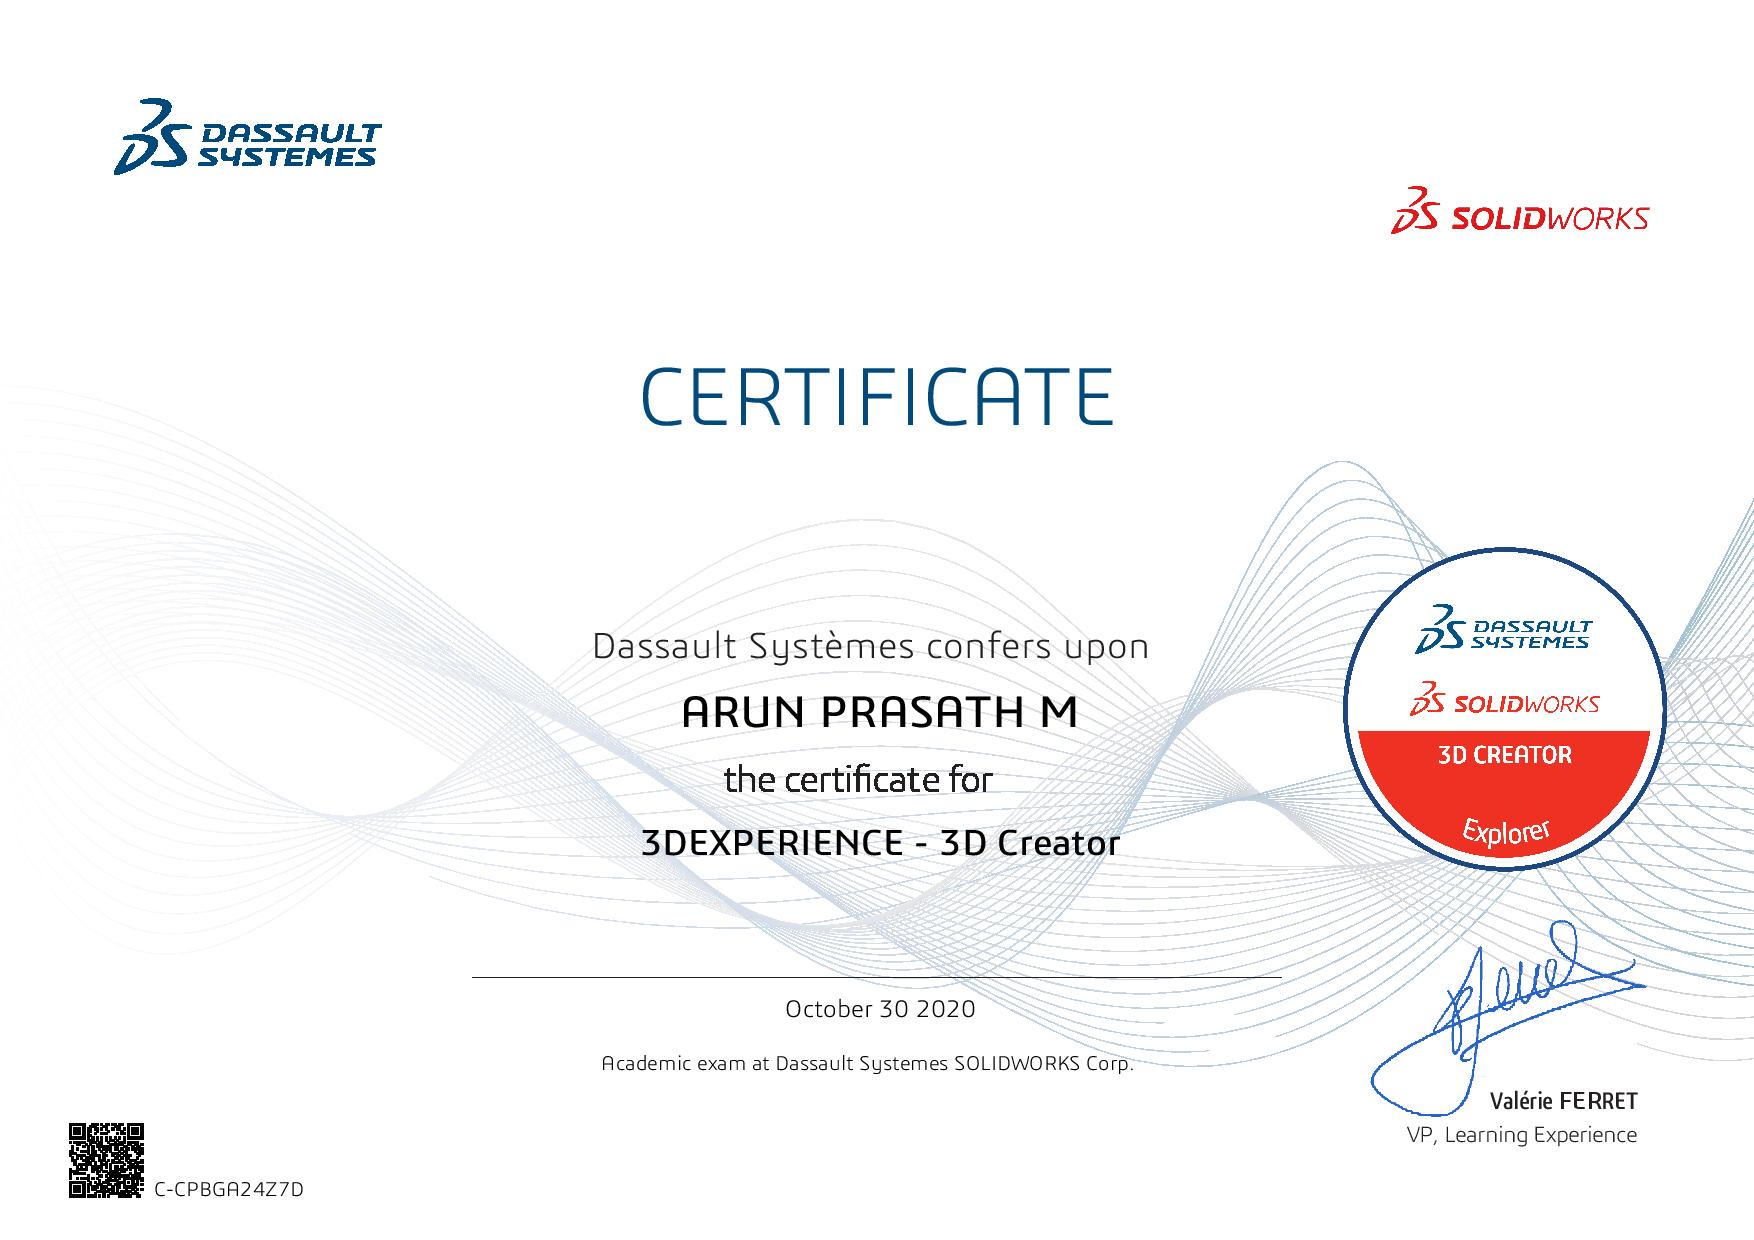 DASSAULT
SYSTEMES
SOLIDWORKS
CERTIFICATE
Dassault Systèmes confers upon
ARUN PRASATH M
the certificate for
3DEXPERIENCE - 3D Creator
DASSAULT
SYSTEMES
SOLIDWORKS
3D CREATOR
Explorer
October 30 2020
Academic exam at Dassault Systemes SOLIDWORKS Corp.
Valérie FERRET
VP, Learning Experience
C-CPBGA24Z7D